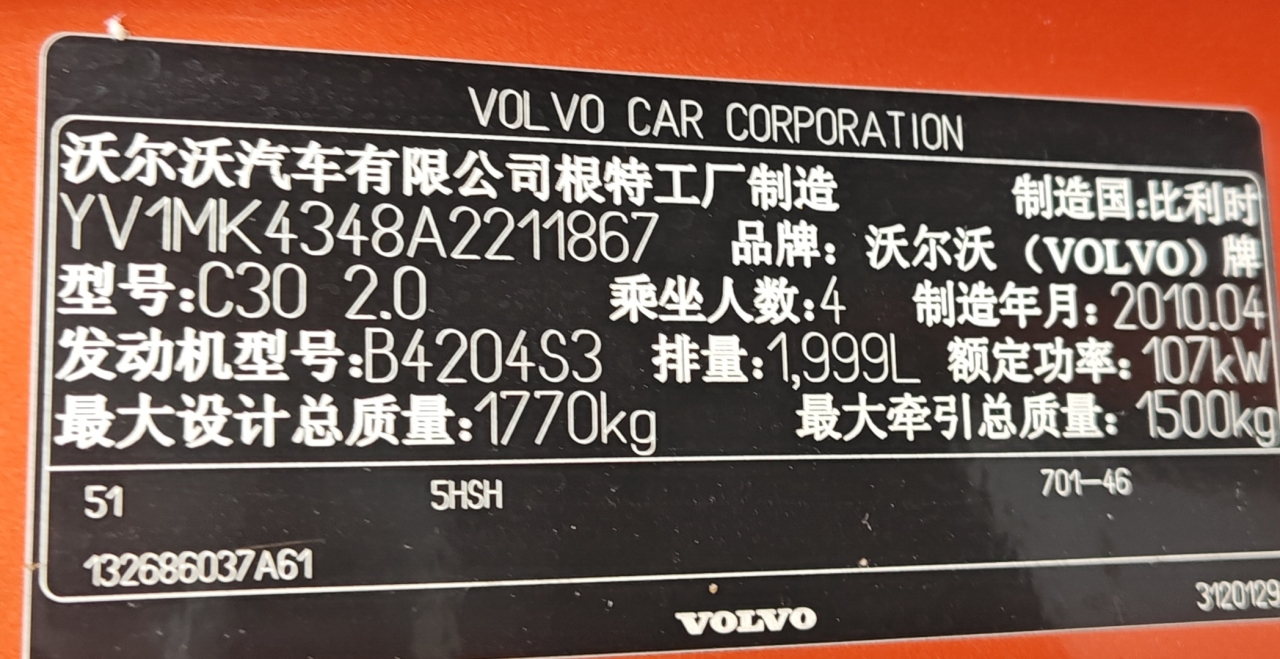 VOLVO CAR CORPORATION
沃尔沃汽车有限公司根特工厂制造 制造国:比利时
YV1MK4348A2211867 品牌: 沃尔沃 (VOLVO) 牌
型号:C30 2.0 乘坐人数:4 制造年月: 2010.04
发动机型号:B4204S3 排量:1,999L 额定功率: 107kW
最大设计总质量:1770kg 最大牵引总质量: 1500kg
51 5HSH 701-46
132686037A61
VOLVO 3120129